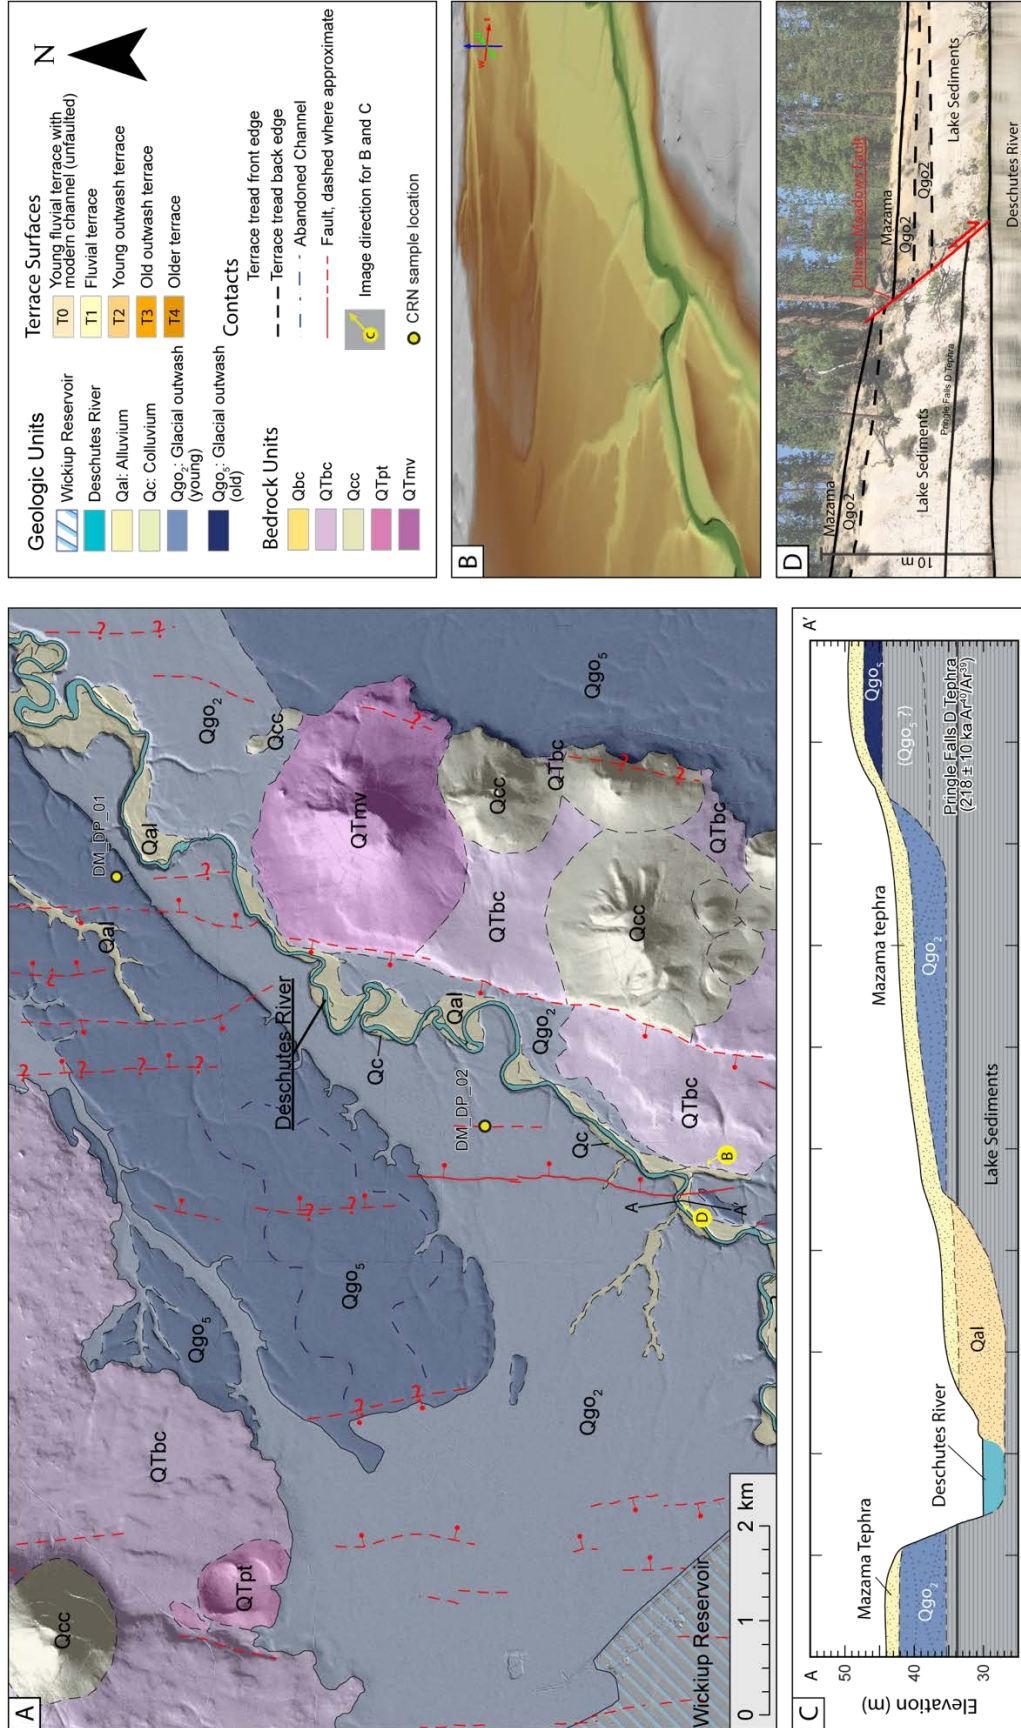 A
Qcc
QTbc
QTpt
Qgo5
Qgo5
Qal
DM_DP_01
Qal
Deschutes River
Qc
Qal
Qgo2
QTmv
Qcc
Qgo2
Qgo5
QTbc
Qcc
QTbc
QTbc
Qcc
QTbc
DM_DP_02
Qc
B
A
A'
D
Qgo2
Wickiup Reservoir
0 1 2 km
?
Geologic Units
Wickiup Reservoir
Deschutes River
Qal: Alluvium
Qc: Colluvium
Qgo2: Glacial outwash
(young)
Qgo5: Glacial outwash
(old)
Bedrock Units
Qbc
QTbc
Qcc
QTpt
QTmv
Terrace Surfaces
T0 Young fluvial terrace with
modern channel (unfaulted)
T1 Fluvial terrace
T2 Young outwash terrace
T3 Old outwash terrace
T4 Older terrace
Contacts
Terrace tread front edge
Terrace tread back edge
Abandoned Channel
Fault, dashed where approximate
C Image direction for B and C
CRN sample location
N
B
C
A
A'
Elevation (m)
50
40
30
Mazama Tephra
Qgo2
Deschutes River
Qal
Lake Sediments
Mazama tephra
Qgo2
(Qgo5 ?)
Qgo5
Pringle Falls D Tephra
(218 ± 10 ka Ar40/Ar39)
D
10 m
Mazama
Qgo2
Lake Sediments
Pringle Falls D Tephra
Dilman Meadows Fault
Mazama
Qgo2
Qgo2
Lake Sediments
Deschutes River